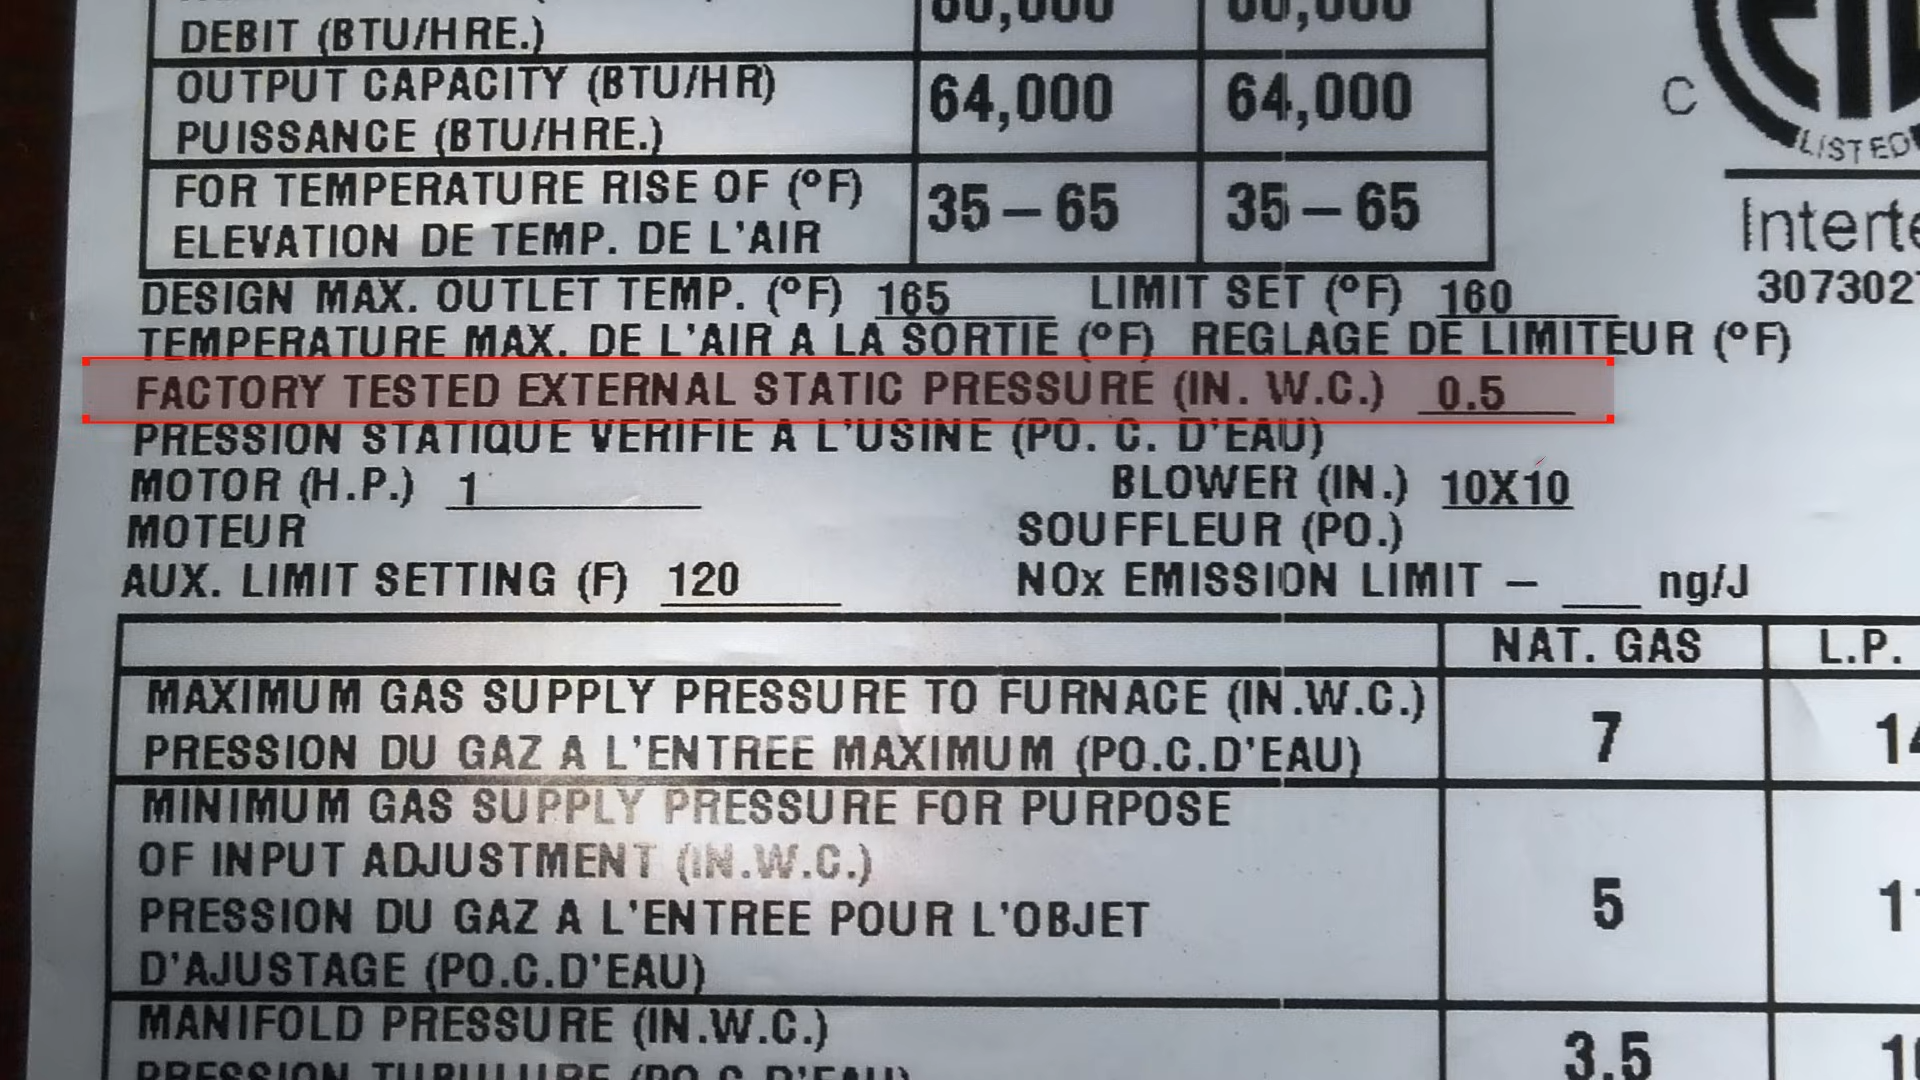 DEBIT (BTU/HRE.)
OUTPUT CAPACITY (BTU/HR) 64,000 64,000
PUISSANCE (BTU/HRE.)
FOR TEMPERATURE RISE OF (°F) 35 – 65 35 – 65
ELEVATION DE TEMP. DE L'AIR
DESIGN MAX. OUTLET TEMP. (°F) 165 LIMIT SET (°F) 160
TEMPERATURE MAX. DE L'AIR A LA SORTIE (°F) REGLAGE DE LIMITEUR (°F)
FACTORY TESTED EXTERNAL STATIC PRESSURE (IN. W.C.) 0.5
PRESSION STATIQUE VERIFIE A L'USINE (PO. C. D'EAU)
MOTOR (H.P.) 1 BLOWER (IN.) 10X10
MOTEUR SOUFFLEUR (PO.)
AUX. LIMIT SETTING (F) 120 NOx EMISSION LIMIT – ___ ng/J
NAT. GAS L.P.
MAXIMUM GAS SUPPLY PRESSURE TO FURNACE (IN.W.C.) 7
PRESSION DU GAZ A L'ENTREE MAXIMUM (PO.C.D'EAU)
MINIMUM GAS SUPPLY PRESSURE FOR PURPOSE
OF INPUT ADJUSTMENT (IN.W.C.)
5
PRESSION DU GAZ A L'ENTREE POUR L'OBJET
D'AJUSTAGE (PO.C.D'EAU)
MANIFOLD PRESSURE (IN.W.C.) 3.5
C
LISTED